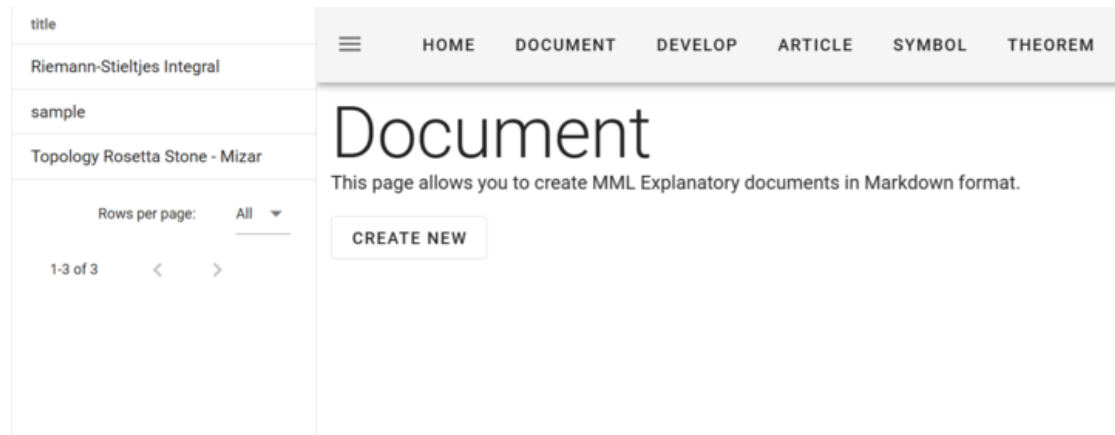 title
Riemann-Stieltjes Integral
sample
Topology Rosetta Stone - Mizar
Rows per page: All
1-3 of 3
HOME DOCUMENT DEVELOP ARTICLE SYMBOL THEOREM
Document
This page allows you to create MML Explanatory documents in Markdown format.
CREATE NEW